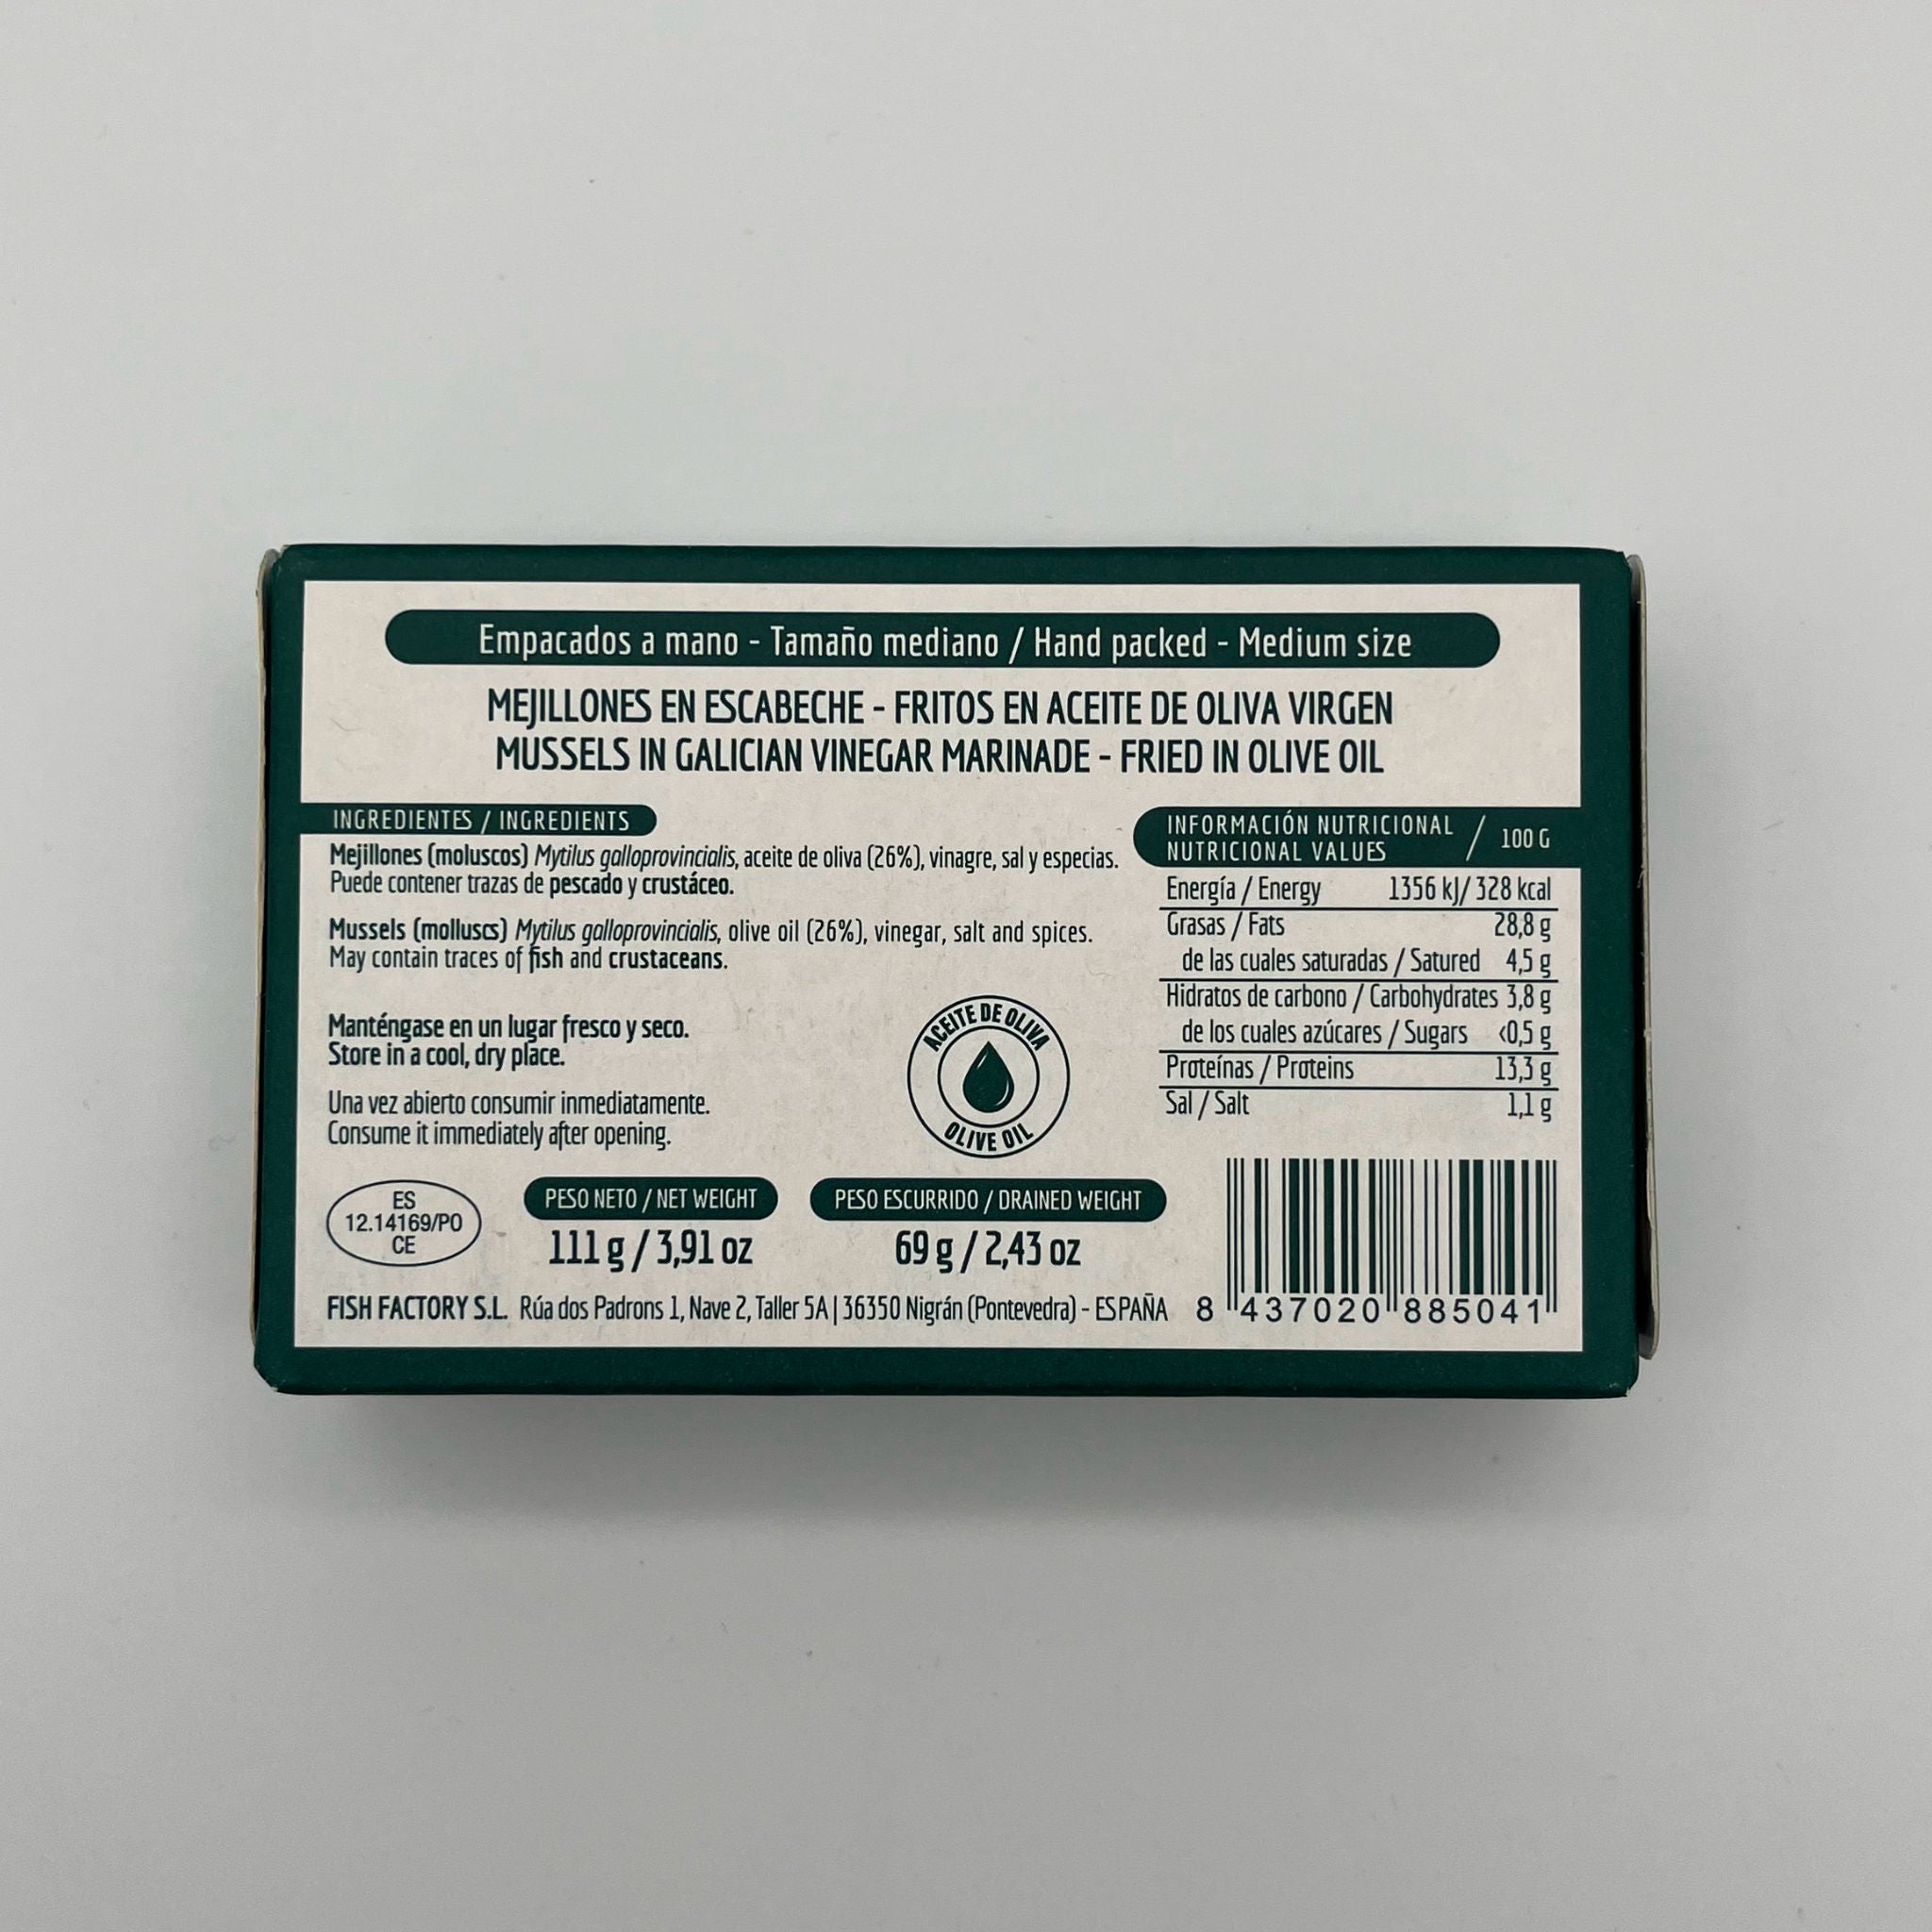 Empacados a mano - Tamaño mediano / Hand packed - Medium size
MEJILLONES EN ESCABECHE - FRITOS EN ACEITE DE OLIVA VIRGEN
MUSSELS IN GALICIAN VINEGAR MARINADE - FRIED IN OLIVE OIL
INGREDIENTES / INGREDIENTS
Mejillones (moluscos) Mytilus galloprovincialis, aceite de oliva (26%), vinagre, sal y especias.
Puede contener trazas de pescado y crustáceo.
Mussels (molluscs) Mytilus galloprovincialis, olive oil (26%), vinegar, salt and spices.
May contain traces of fish and crustaceans.
Manténgase en un lugar fresco y seco.
Store in a cool, dry place.
Una vez abierto consumir inmediatamente.
Consume it immediately after opening.
ACEITE DE OLIVA
OLIVE OIL
INFORMACIÓN NUTRICIONAL / 100 G
NUTRICIONAL VALUES
Energía / Energy 1356 kJ/ 328 kcal
Grasas / Fats 28,8 g
de las cuales saturadas / Satured 4,5 g
Hidratos de carbono / Carbohydrates 3,8 g
de los cuales azúcares / Sugars <0,5 g
Proteínas / Proteins 13,3 g
Sal / Salt 1,1 g
ES
12.14169/PO
CE
PESO NETO / NET WEIGHT
111 g / 3,91 oz
PESO ESCURRIDO / DRAINED WEIGHT
69 g / 2,43 oz
FISH FACTORY S.L. Rúa dos Padrons 1, Nave 2, Taller 5A | 36350 Nigrán (Pontevedra) - ESPAÑA
8 437020 885041